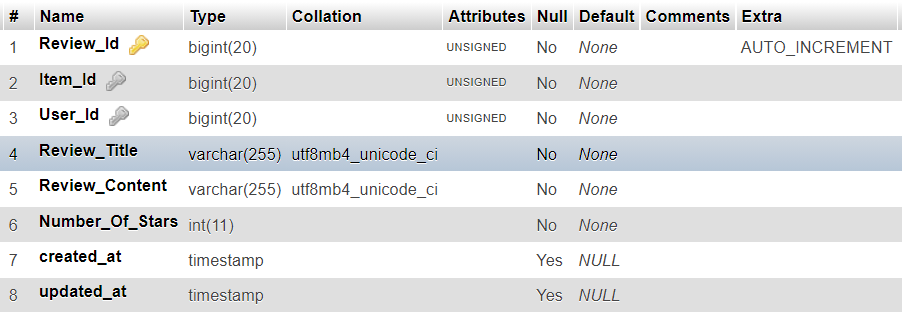 # Name Type Collation Attributes Null Default Comments Extra
1 Review_Id bigint(20) UNSIGNED No None AUTO_INCREMENT
2 Item_Id bigint(20) UNSIGNED No None
3 User_Id bigint(20) UNSIGNED No None
4 Review_Title varchar(255) utf8mb4_unicode_ci No None
5 Review_Content varchar(255) utf8mb4_unicode_ci No None
6 Number_Of_Stars int(11) No None
7 created_at timestamp Yes NULL
8 updated_at timestamp Yes NULL